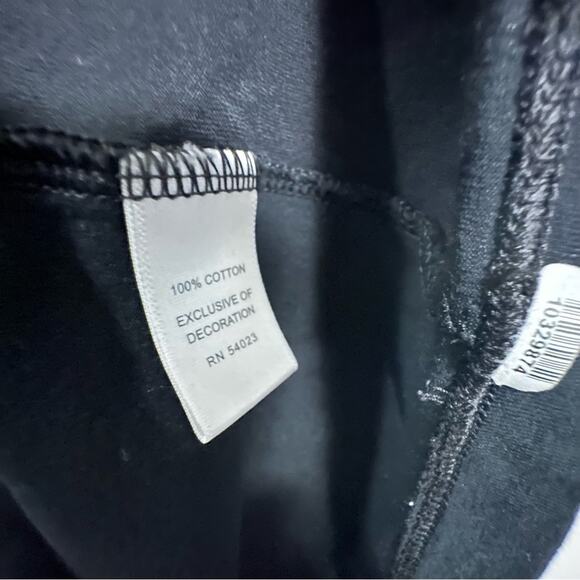 100% COTTON
EXCLUSIVE OF
DECORATION
RN 54023
10329874